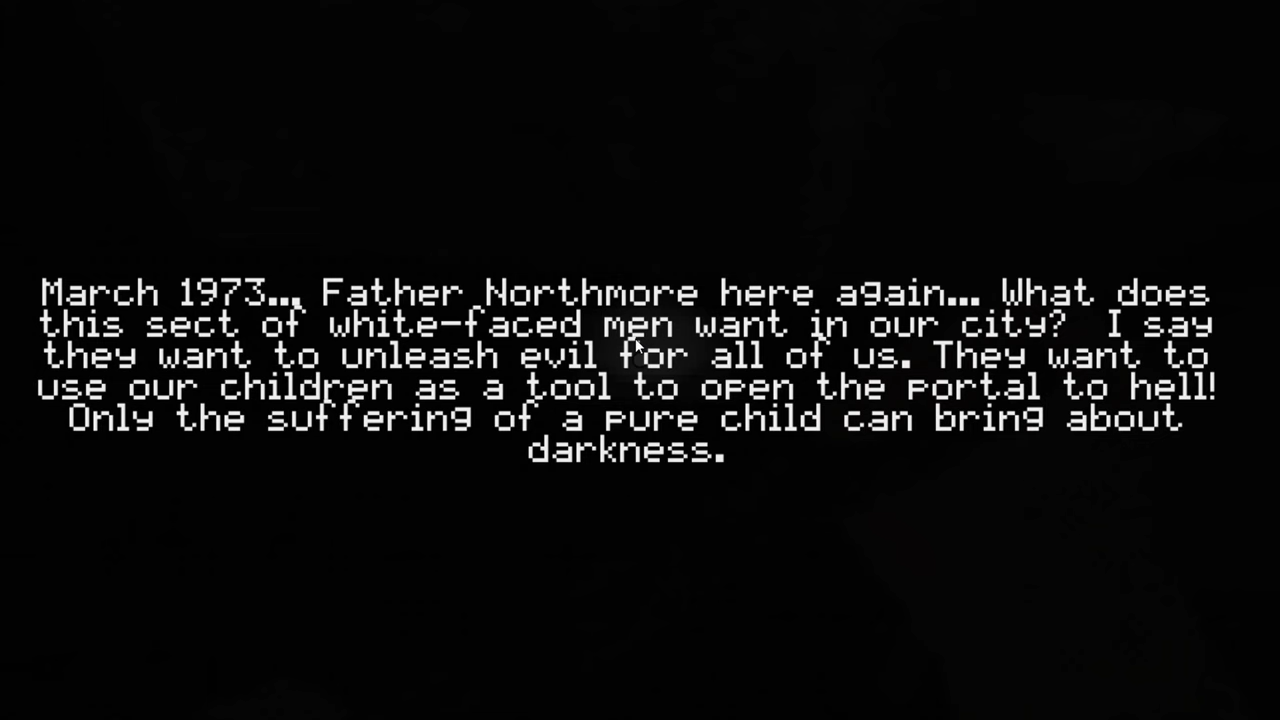 March 1973... Father Northmore here again... What does
this sect of white-faced men want in our city?  I say
they want to unleash evil for all of us. They want to
use our children as a tool to open the portal to hell!
Only the suffering of a pure child can bring about
darkness.